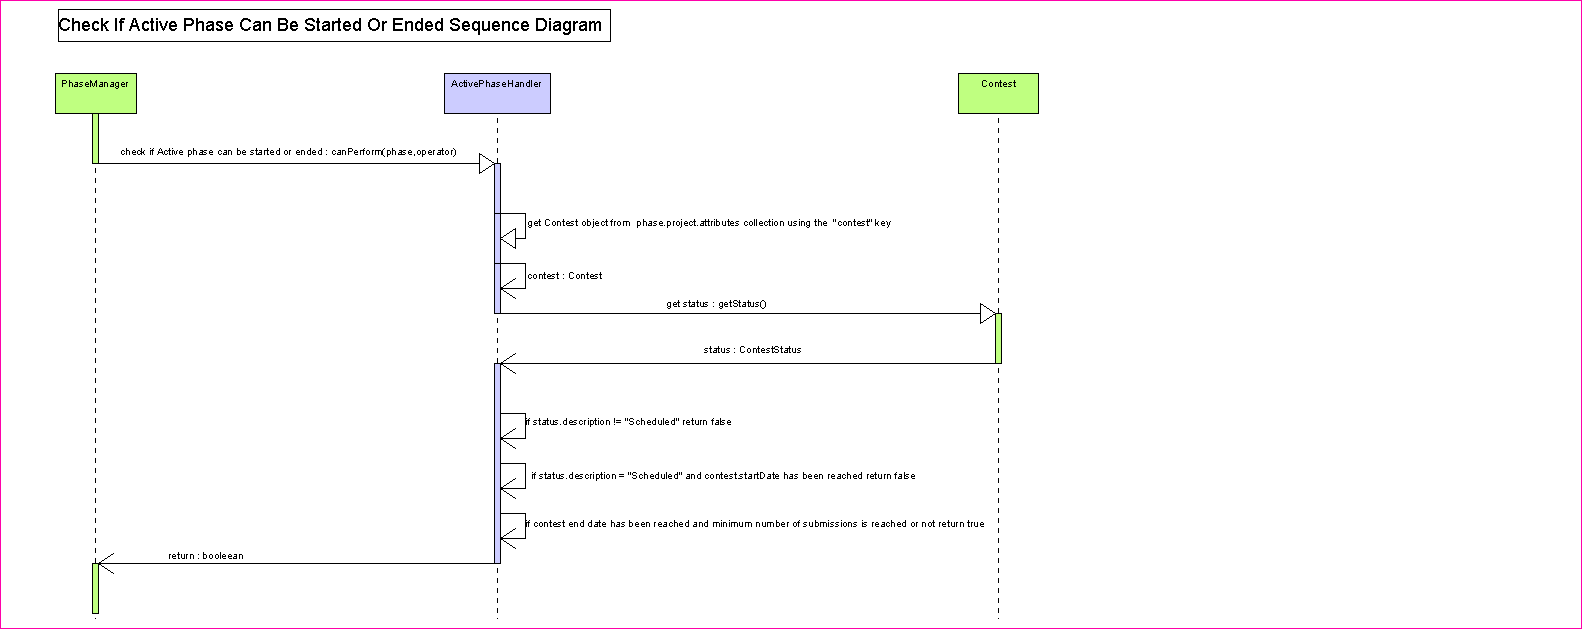 Check If Active Phase Can Be Started Or Ended Sequence Diagram
PhaseManager
ActivePhaseHandler
Contest
check if Active phase can be started or ended : canPerform(phase,operator)
get Contest object from phase.project.attributes collection using the "contest" key
contest : Contest
get status : getStatus()
status : ContestStatus
if status.description != "Scheduled" return false
if status.description = "Scheduled" and contest.startDate has been reached return false
if contest end date has been reached and minimum number of submissions is reached or not return true
return : booleean